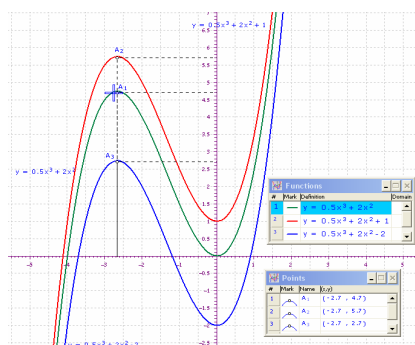 y = 0.5x³ + 2x² + 1
7
6.5
6
5.5
5
4.5
4
3.5
3
2.5
2
1.5
1
0.5
-0.5
-1
-1.5
-2
-2.5
A₂
A₁
A₃
y = 0.5x³ + 2x²
-5 -4 -3 -2 -1 0 1 2 3 4 5
y = 0.5x³ + 2x² - 2
Functions
# Mark Definition Domain
1 y = 0.5x³ + 2x²
2 y = 0.5x³ + 2x² + 1
3 y = 0.5x³ + 2x² - 2
Points
# Mark Name (x,y)
1 A₁ (-2.7 , 4.7)
2 A₂ (-2.7 , 5.7)
3 A₃ (-2.7 , 2.7)